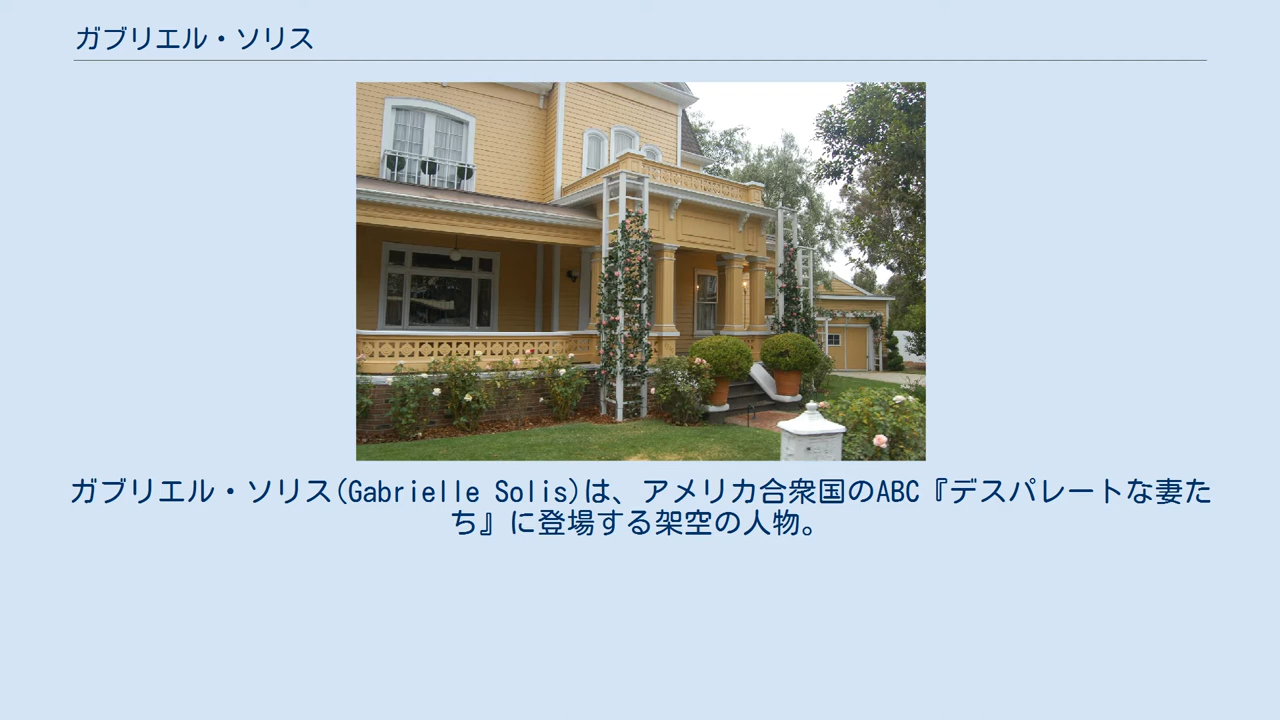 ガブリエル・ソリス
ガブリエル・ソリス(Gabrielle Solis)は、アメリカ合衆国のABC『デスパレートな妻た
ち』に登場する架空の人物。